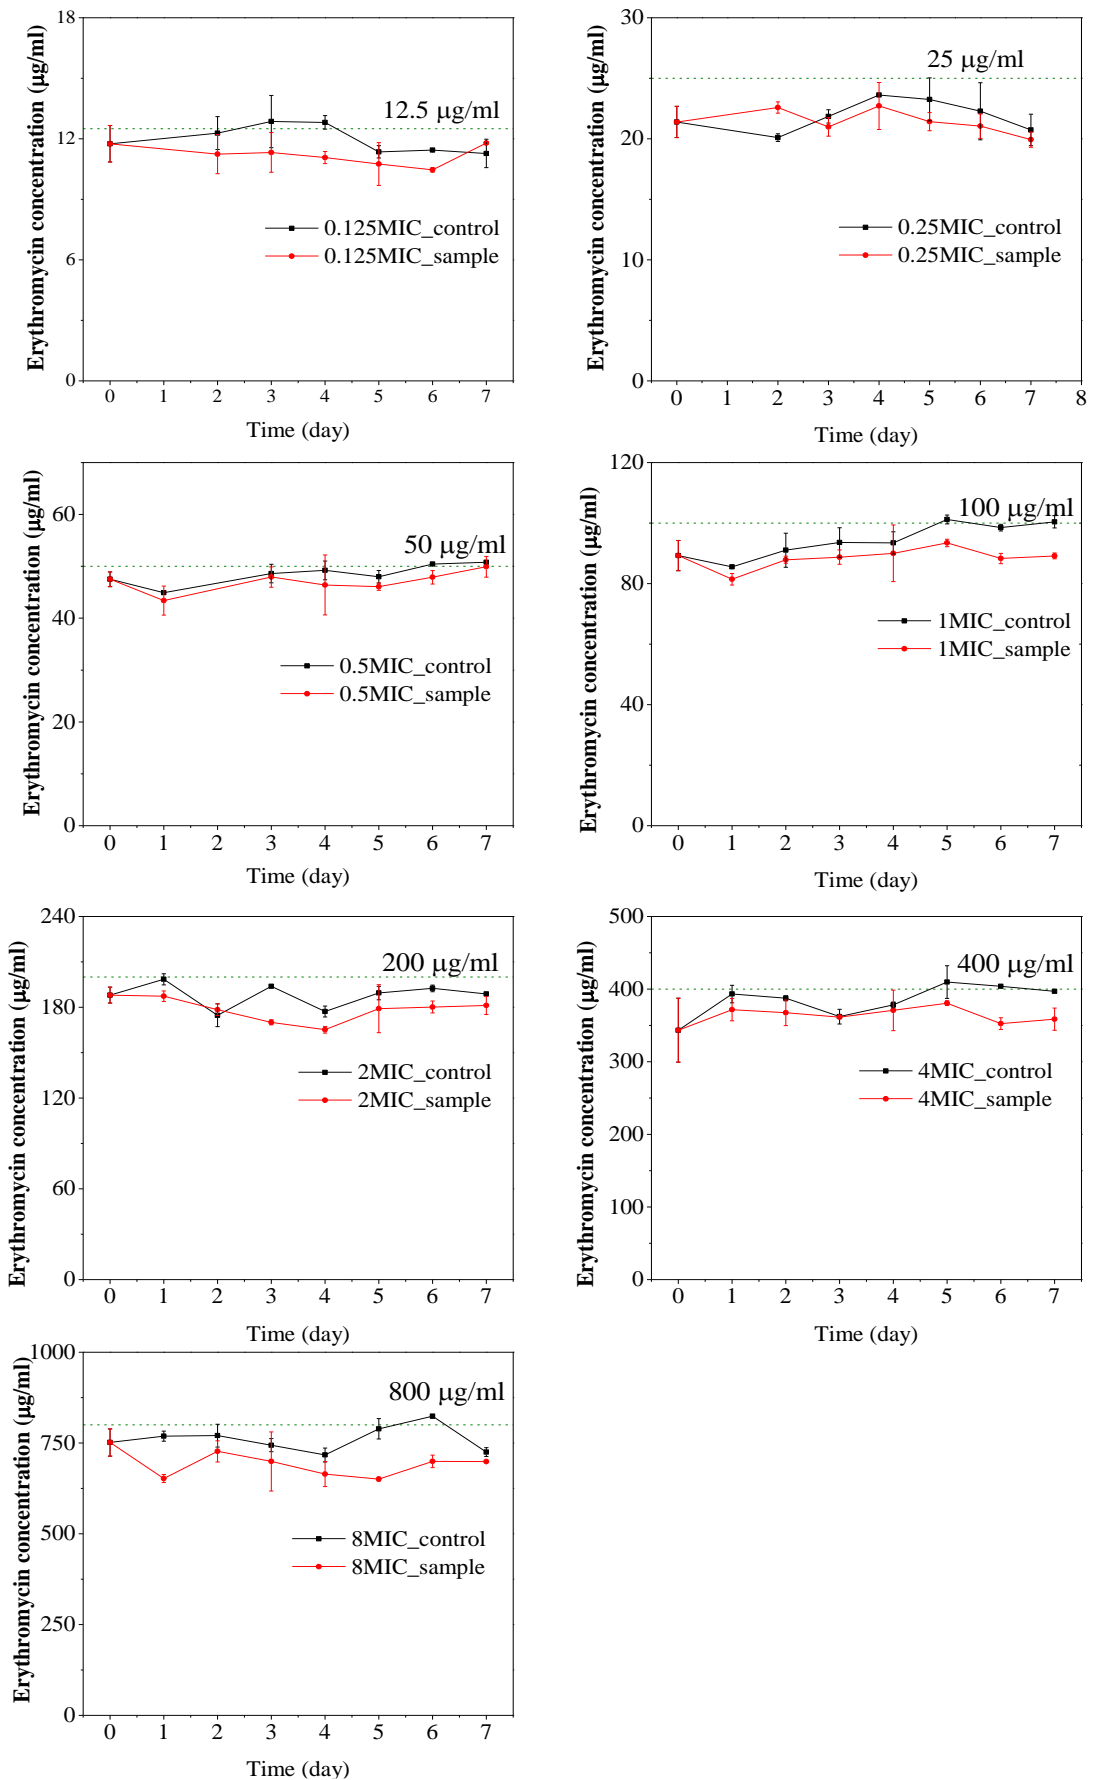 18
12
6
0
Erythromycin concentration (μg/ml)
12.5 μg/ml
0.125MIC_control
0.125MIC_sample
0 1 2 3 4 5 6 7
Time (day)
30
20
10
0
Erythromycin concentration (μg/ml)
25 μg/ml
0.25MIC_control
0.25MIC_sample
0 1 2 3 4 5 6 7 8
Time (day)
60
40
20
0
Erythromycin concentration (μg/ml)
50 μg/ml
0.5MIC_control
0.5MIC_sample
0 1 2 3 4 5 6 7
Time (day)
120
80
40
0
Erythromycin concentration (μg/ml)
100 μg/ml
1MIC_control
1MIC_sample
0 1 2 3 4 5 6 7
Time (day)
240
180
120
60
0
Erythromycin concentration (μg/ml)
200 μg/ml
2MIC_control
2MIC_sample
0 1 2 3 4 5 6 7
Time (day)
500
400
300
200
100
0
Erythromycin concentration (μg/ml)
400 μg/ml
4MIC_control
4MIC_sample
0 1 2 3 4 5 6 7
Time (day)
1000
750
500
250
0
Erythromycin concentration (μg/ml)
800 μg/ml
8MIC_control
8MIC_sample
0 1 2 3 4 5 6 7
Time (day)